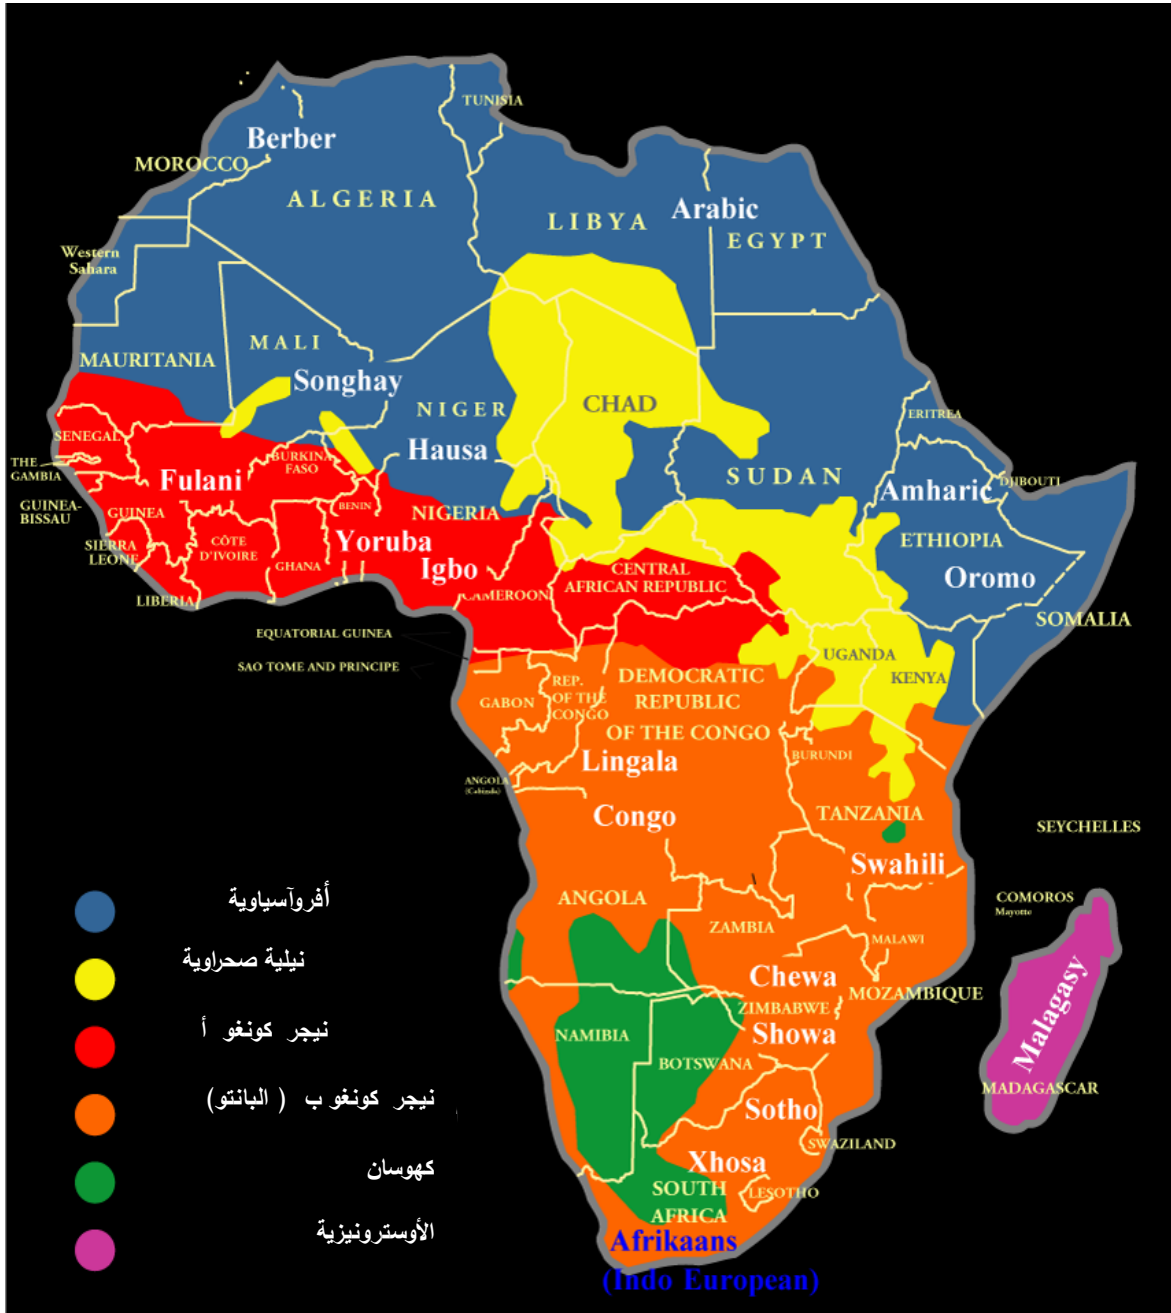 TUNISIA
Berber
MOROCCO
ALGERIA
LIBYA
Arabic
EGYPT
Western
Sahara
MALI
MAURITANIA
Songhay
NIGER
CHAD
ERITREA
SENEGAL
Hausa
BURKINA
FASO
SUDAN
THE
GAMBIA
Fulani
Amharic
DJIBOUTI
GUINEA-
BISSAU
GUINEA
BENIN
NIGERIA
ETHIOPIA
SIERRA
LEONE
CÔTE
D'IVOIRE
GHANA
Yoruba
Igbo
CENTRAL
AFRICAN REPUBLIC
Oromo
LIBERIA
CAMEROON
SOMALIA
EQUATORIAL GUINEA
UGANDA
SAO TOME AND PRINCIPE
KENYA
DEMOCRATIC
REPUBLIC
OF THE CONGO
REP.
OF THE
CONGO
GABON
BURUNDI
Lingala
ANGOLA
(Cabinda)
Congo
TANZANIA
SEYCHELLES
Swahili
ANGOLA
COMOROS
Mayotte
ZAMBIA
MALAWI
Chewa
MOZAMBIQUE
ZIMBABWE
Showa
NAMIBIA
BOTSWANA
Malagasy
MADAGASCAR
Sotho
SWAZILAND
Xhosa
SOUTH
AFRICA
LESOTHO
Afrikaans
(Indo European)
أفروآسياوية
نيلية صحراوية
نيجر كونغو أ
نيجر كونغو ب ( البانتو)
كهوسان
الأوسترونيزية